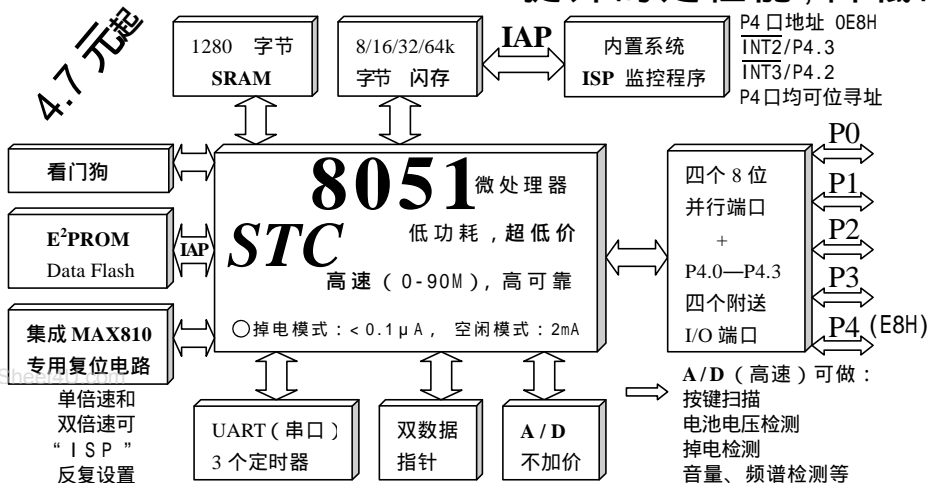 4.7 元起
1280 字节
SRAM
8/16/32/64k
字节 闪存
IAP
内置系统
ISP 监控程序
P4 口地址 0E8H
INT2/P4.3
INT3/P4.2
P4 口均可位寻址
看门狗
E²PROM
Data Flash
IAP
集成 MAX810
专用复位电路
单倍速和
双倍速可
“ISP”
反复设置
8051 微处理器
STC 低功耗,超低价
高速(0-90M),高可靠
○掉电模式:<0.1μA, 空闲模式:2mA
四个 8 位
并行端口
+
P4.0—P4.3
四个附送
I/O 端口
P0
P1
P2
P3
P4 (E8H)
UART(串口)
3 个定时器
双数据
指针
A/D
不加价
A/D(高速)可做:
按键扫描
电池电压检测
掉电检测
音量、频谱检测等